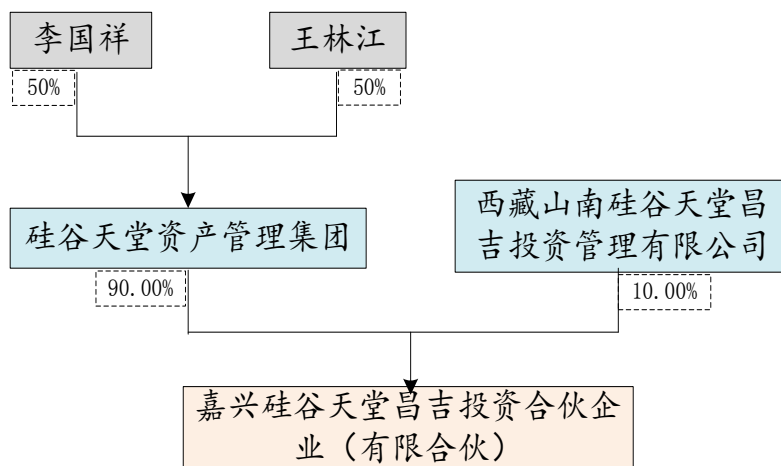 李国祥
王林江
50%
50%
硅谷天堂资产管理集团
西藏山南硅谷天堂昌
吉投资管理有限公司
90.00%
10.00%
嘉兴硅谷天堂昌吉投资合伙企
业（有限合伙）